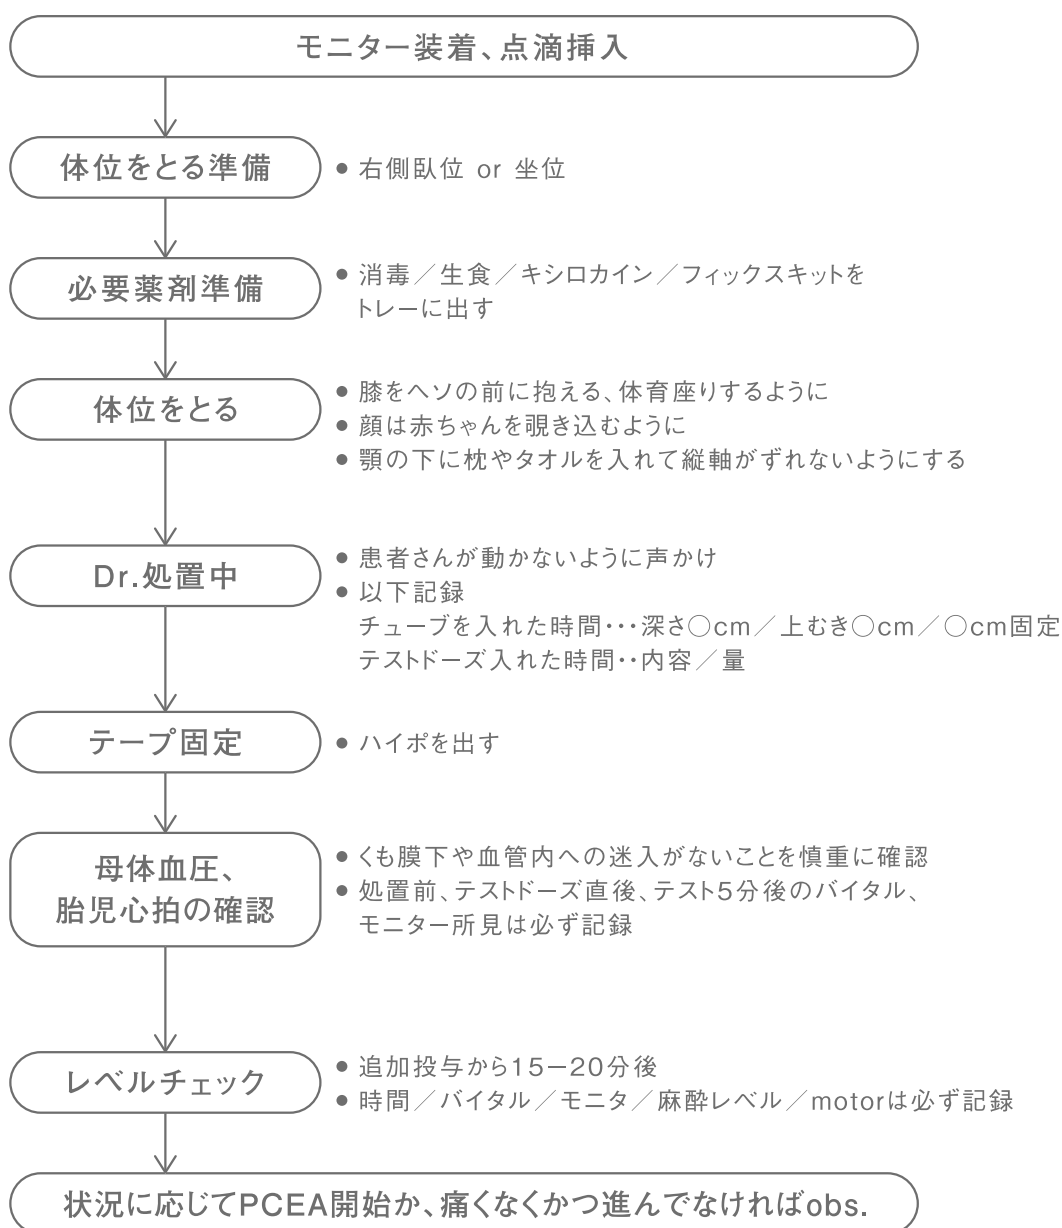 モニター装着、点滴挿入
体位をとる準備
● 右側臥位 or 坐位
必要薬剤準備
● 消毒／生食／キシロカイン／フィックスキットを
トレーに出す
体位をとる
● 膝をヘソの前に抱える、体育座りするように
● 顔は赤ちゃんを覗き込むように
● 顎の下に枕やタオルを入れて縦軸がずれないようにする
Dr.処置中
● 患者さんが動かないように声かけ
● 以下記録
チューブを入れた時間・・・深さ○cm／上むき○cm／○cm固定
テストドーズ入れた時間・・内容／量
テープ固定
● ハイポを出す
母体血圧、
胎児心拍の確認
● くも膜下や血管内への迷入がないことを慎重に確認
● 処置前、テストドーズ直後、テスト5分後のバイタル、
モニター所見は必ず記録
レベルチェック
● 追加投与から15−20分後
● 時間／バイタル／モニタ／麻酔レベル／motorは必ず記録
状況に応じてPCEA開始か、痛くなくかつ進んでなければobs.